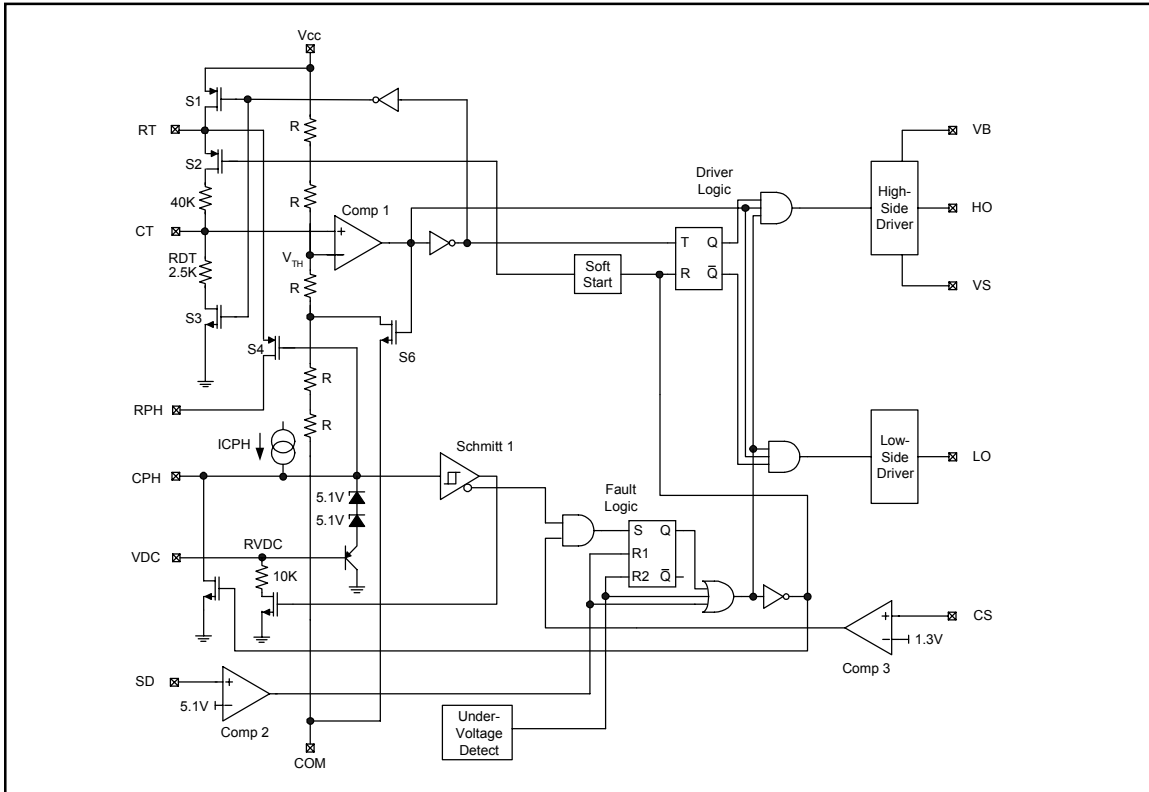 Vcc
S1
RT
R
VB
S2
Driver
Logic
High-
Side
Driver
40K
R
Comp 1
HO
CT
+
T Q
RDT
2.5K
VTH
−
Soft
Start
R Q̅
R
VS
S3
S4
S6
R
RPH
R
ICPH
Schmitt 1
Low-
Side
Driver
LO
CPH
5.1V
Fault
Logic
5.1V
S Q
VDC
RVDC
R1
10K
R2 Q̅
+
CS
−
1.3V
Comp 3
SD
+
5.1V
−
Comp 2
Under-
Voltage
Detect
COM